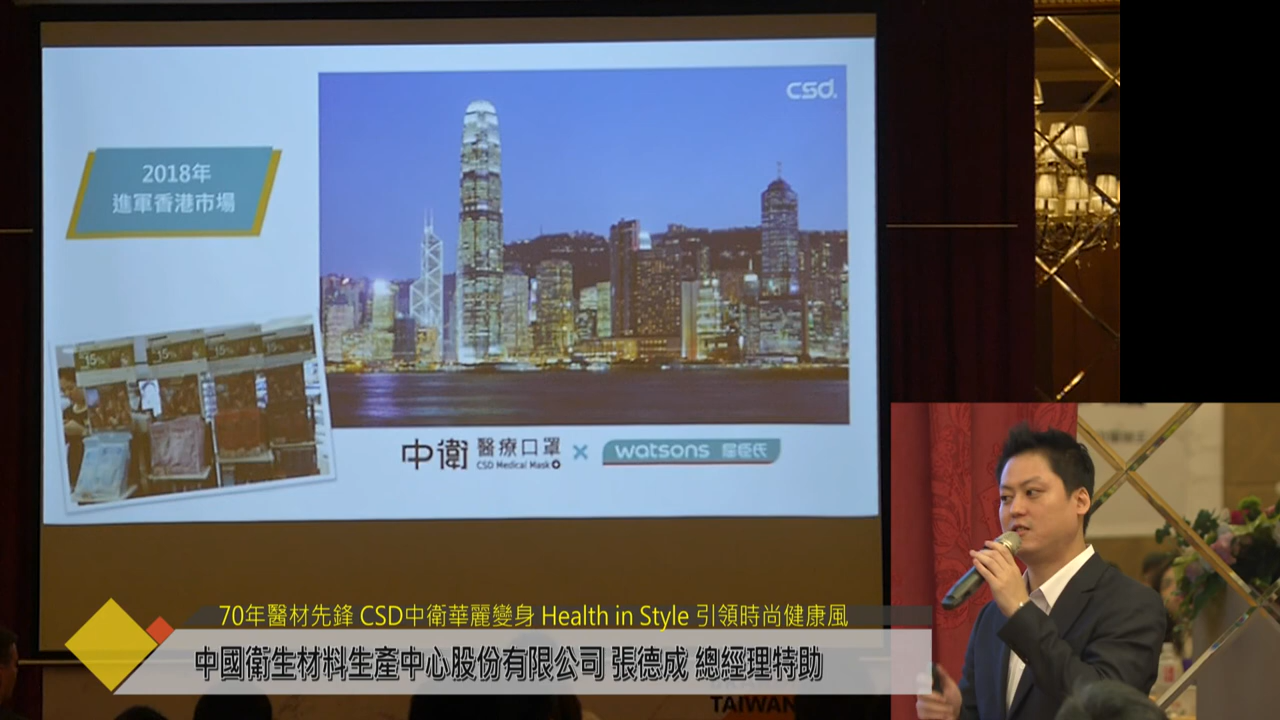 csd.
2018年
進軍香港市場
15%
15%
15%
15%
中衛 醫療口罩 CSD Medical Mask × watsons 屈臣氏
70年醫材先鋒 CSD中衛華麗變身 Health in Style 引領時尚健康風
中國衛生材料生產中心股份有限公司 張德成 總經理特助
TAIWAN